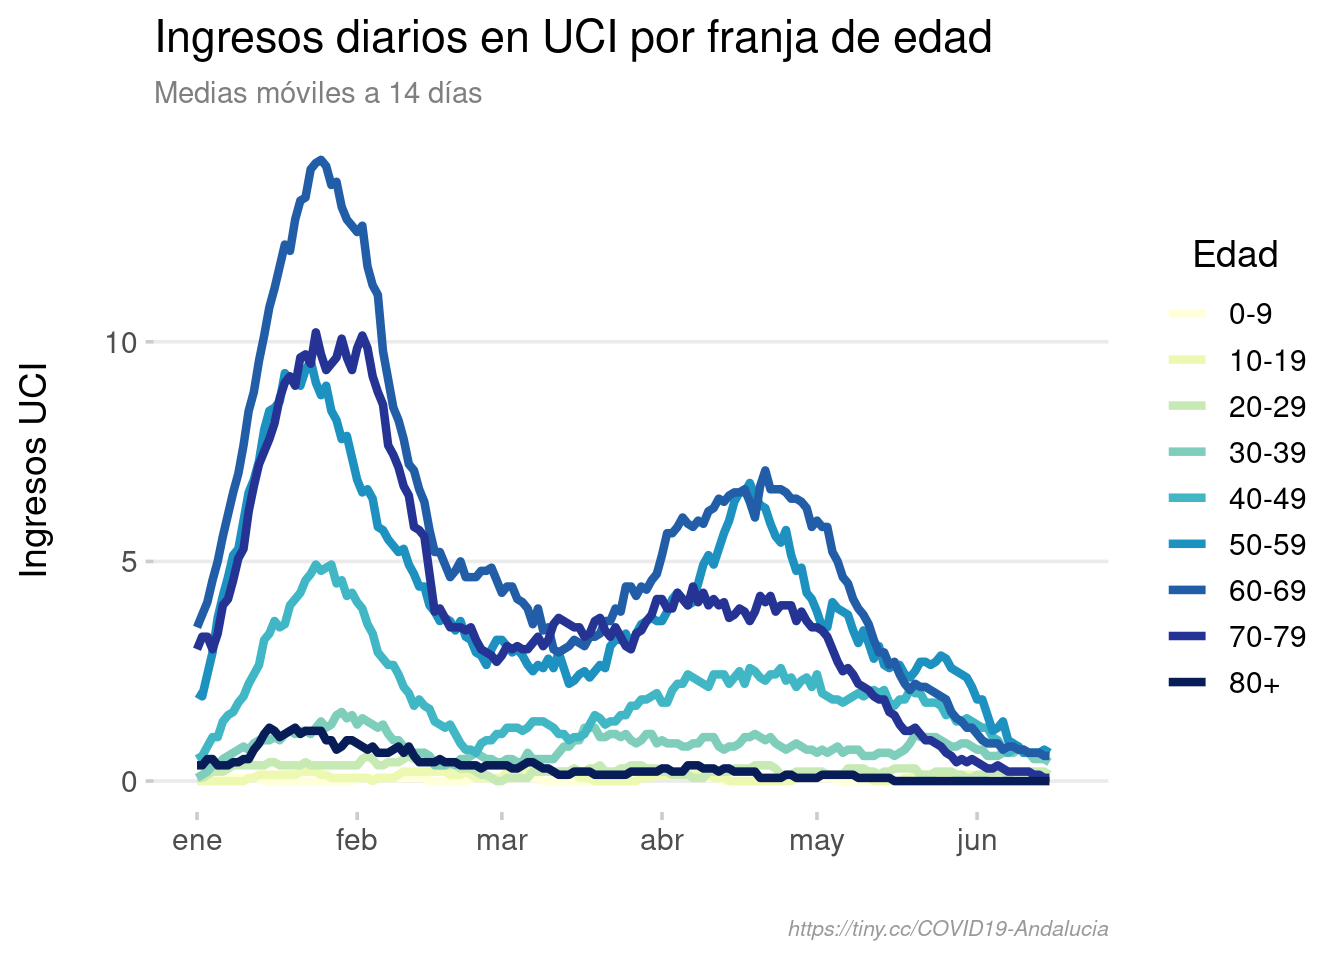 Ingresos diarios en UCI por franja de edad
Medias móviles a 14 días
Ingresos UCI
10
5
0
ene
feb
mar
abr
may
jun
Edad
0-9
10-19
20-29
30-39
40-49
50-59
60-69
70-79
80+
https://tiny.cc/COVID19-Andalucia